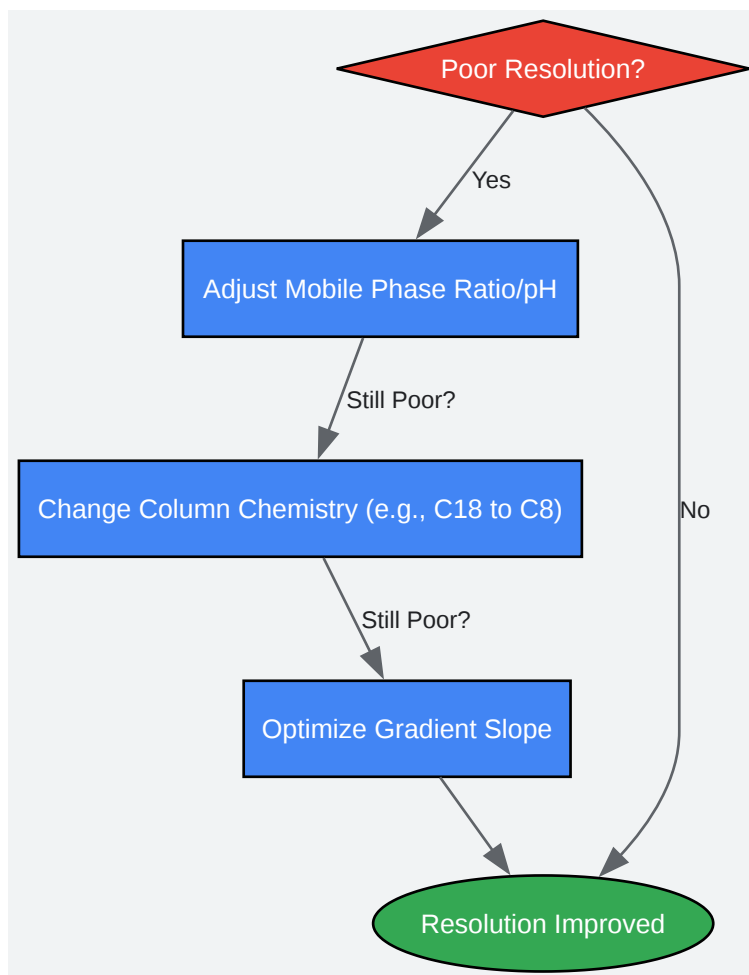 Poor Resolution?
Yes
Adjust Mobile Phase Ratio/pH
Still Poor?
Change Column Chemistry (e.g., C18 to C8)
No
Still Poor?
Optimize Gradient Slope
Resolution Improved